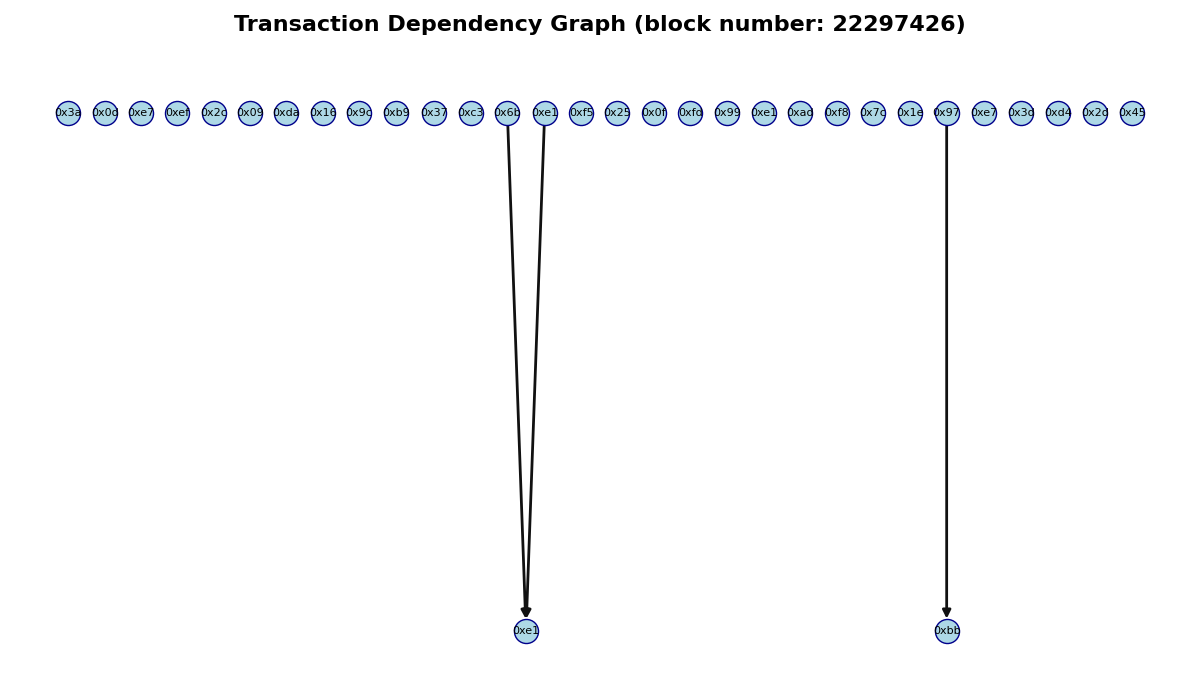 Transaction Dependency Graph (block number: 22297426)
0x3a 0x0d 0xe7 0xef 0x2c 0x09 0xda 0x16 0x9c 0xb9 0x37 0xc3 0x6b 0xe1 0xf5 0x25 0x0f 0xfd 0x99 0xe1 0xad 0xf8 0x7c 0x1e 0x97 0xe7 0x3d 0xd4 0x2d 0x45
0xe1 0xbb